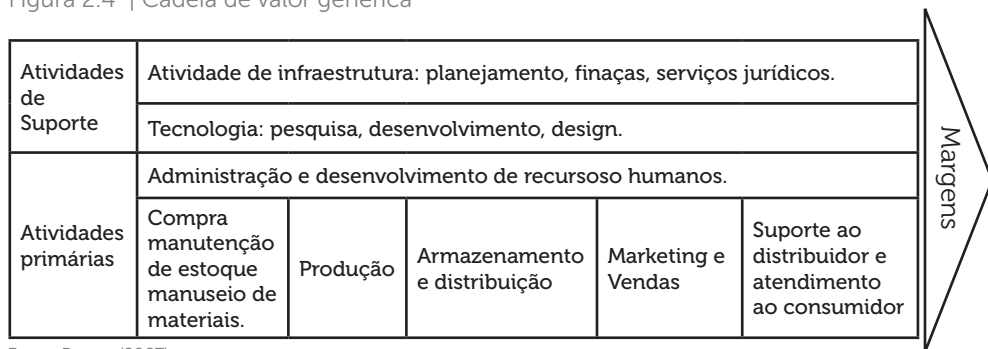 Figura 2.4 | Cadeia de valor genérica
Atividades
de
Suporte
Atividade de infraestrutura: planejamento, finaças, serviços jurídicos.
Tecnologia: pesquisa, desenvolvimento, design.
Atividades
primárias
Administração e desenvolvimento de recursoso humanos.
Compra
manutenção
de estoque
manuseio de
materiais.
Produção
Armazenamento
e distribuição
Marketing e
Vendas
Suporte ao
distribuidor e
atendimento
ao consumidor
Margens